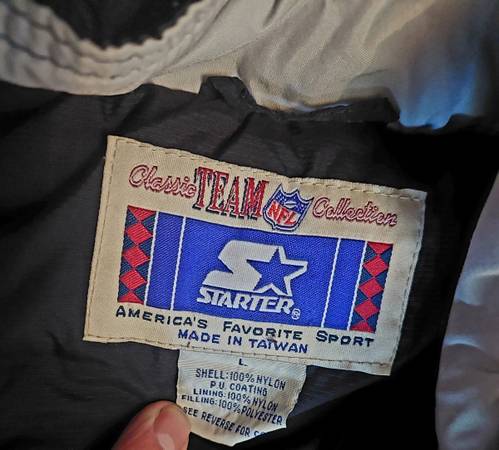 Classic TEAM NFL Collection
STARTER®
AMERICA'S FAVORITE SPORT
MADE IN TAIWAN
L
SHELL:100%NYLON
P.U. COATING
LINING:100%NYLON
FILLING:100%POLYESTER
SEE REVERSE FOR